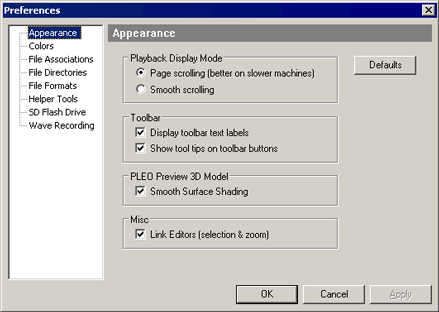 Preferences
Appearance
Colors
File Associations
File Directories
File Formats
Helper Tools
SD Flash Drive
Wave Recording
Appearance
Playback Display Mode
Page scrolling (better on slower machines)
Smooth scrolling
Defaults
Toolbar
Display toolbar text labels
Show tool tips on toolbar buttons
PLEO Preview 3D Model
Smooth Surface Shading
Misc
Link Editors (selection & zoom)
OK
Cancel
Apply